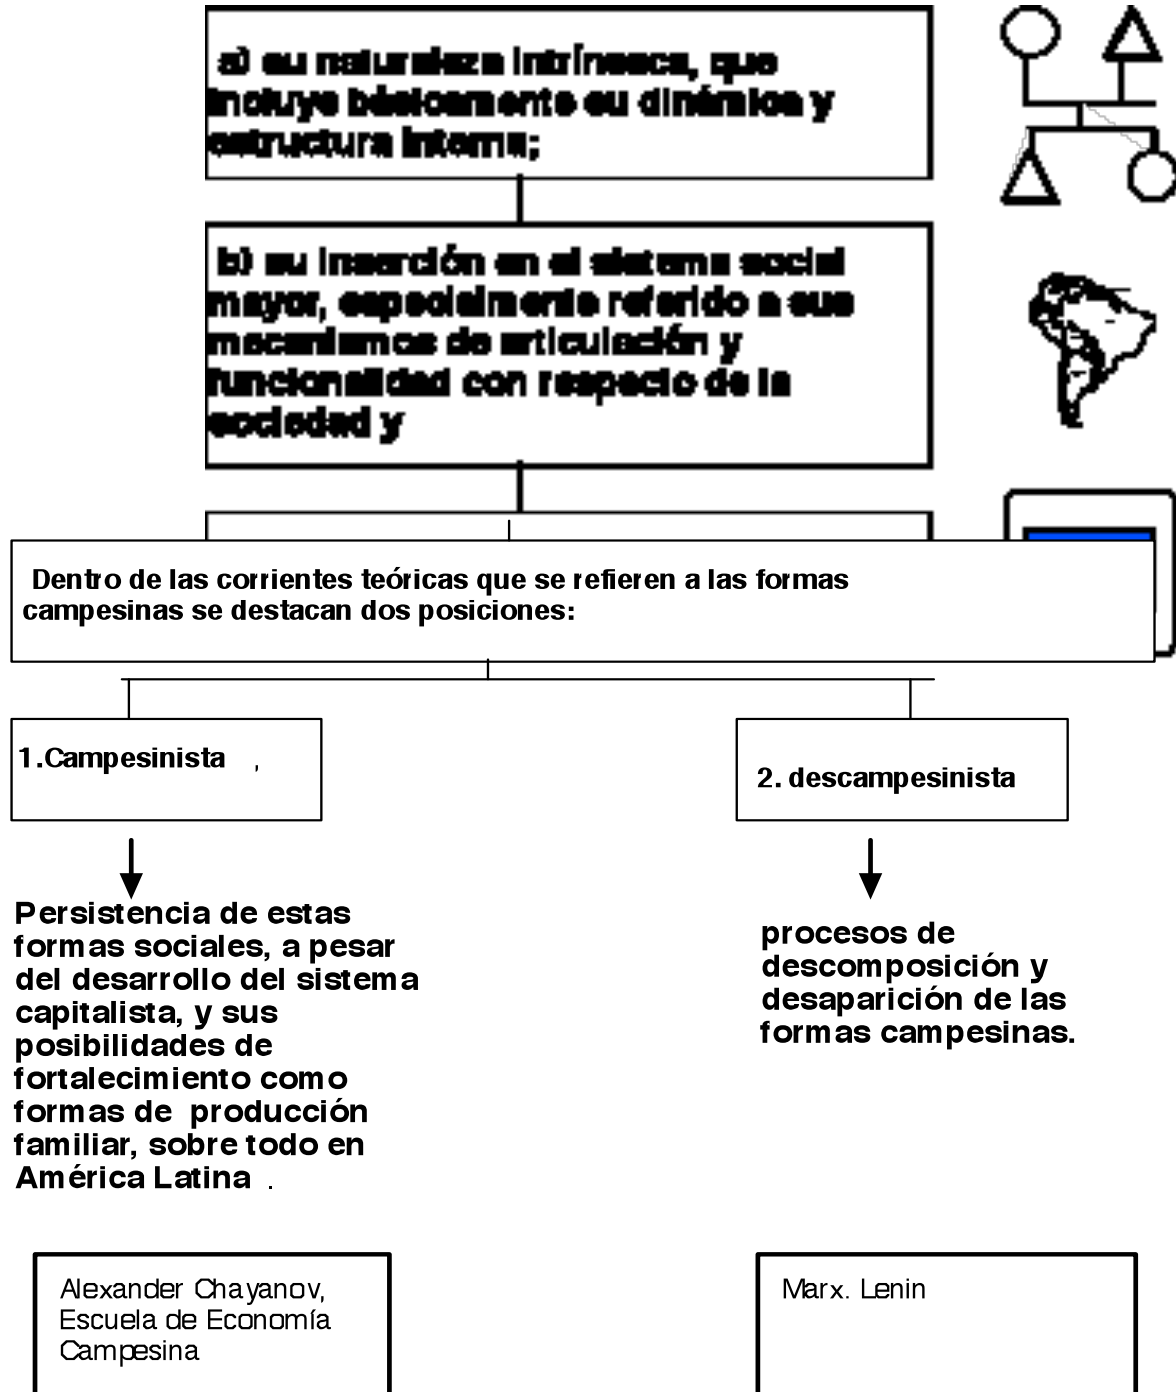 a) su naturaleza intrínseca, que
incluye básicamente su dinámica y
estructura interna;
b) su inserción en el sistema social
mayor, especialmente referido a sus
mecanismos de articulación y
funcionalidad con respecto de la
sociedad y
Dentro de las corrientes teóricas que se refieren a las formas
campesinas se destacan dos posiciones:
1.Campesinista ,
2. descampesinista
Persistencia de estas
formas sociales, a pesar
del desarrollo del sistema
capitalista, y sus
posibilidades de
fortalecimiento como
formas de producción
familiar, sobre todo en
América Latina .
procesos de
descomposición y
desaparición de las
formas campesinas.
Alexander Chayanov,
Escuela de Economía
Campesina
Marx. Lenin